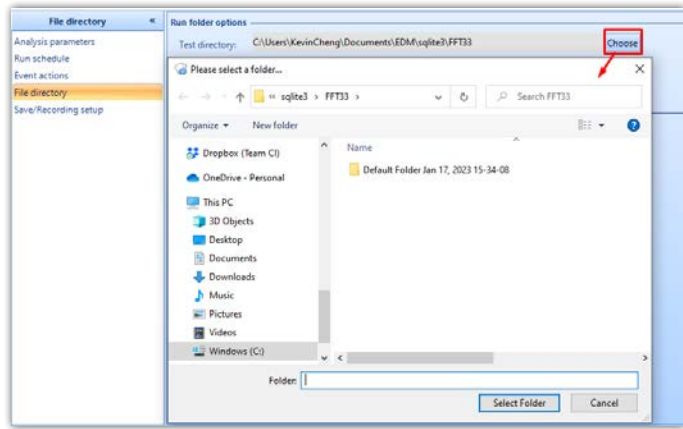 File directory «
Analysis parameters
Run schedule
Event actions
File directory
Save/Recording setup
Run folder options
Test directory: C:\Users\KevinCheng\Documents\EDM\sqlite3\FFT33 Choose
Please select a folder...
« sqlite3 > FFT33 > Search FFT33
Organize New folder
Name
Dropbox (Team CI)
OneDrive - Personal
This PC
3D Objects
Desktop
Documents
Downloads
Music
Pictures
Videos
Windows (C:)
Default Folder Jan 17, 2023 15-34-08
Folder:
Select Folder Cancel